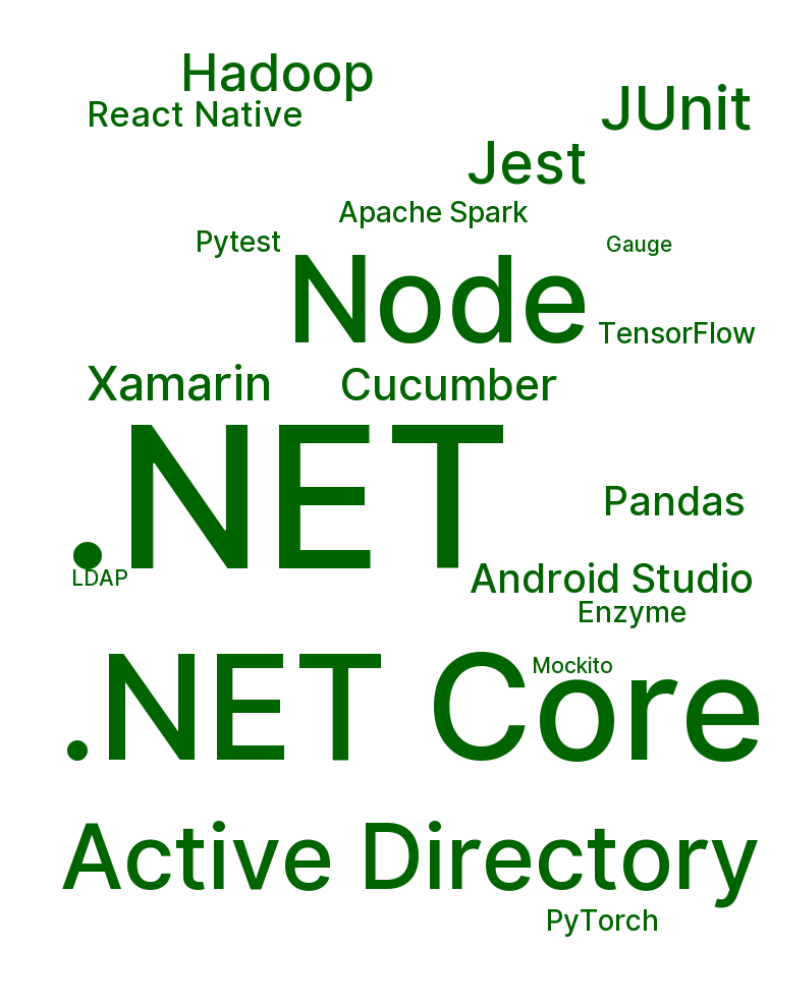 Hadoop
React Native
JUnit
Jest
Apache Spark
Pytest
Gauge
Node
TensorFlow
Xamarin
Cucumber
.NET
Pandas
LDAP
Android Studio
Enzyme
Mockito
.NET Core
Active Directory
PyTorch